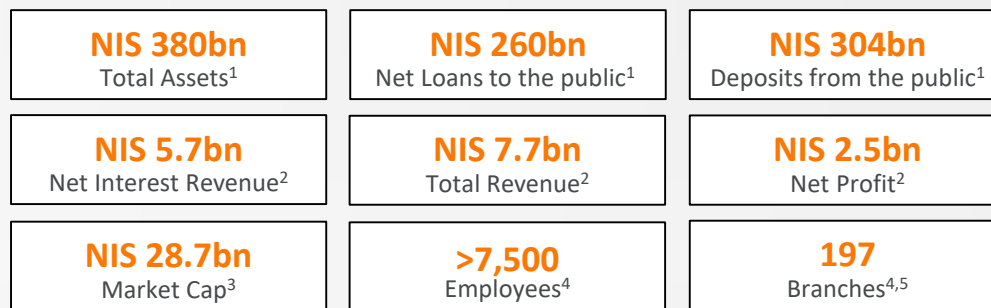 NIS 380bn
Total Assets1
NIS 260bn
Net Loans to the public1
NIS 304bn
Deposits from the public1
NIS 5.7bn
Net Interest Revenue2
NIS 7.7bn
Total Revenue2
NIS 2.5bn
Net Profit2
NIS 28.7bn
Market Cap3
>7,500
Employees4
197
Branches4,5